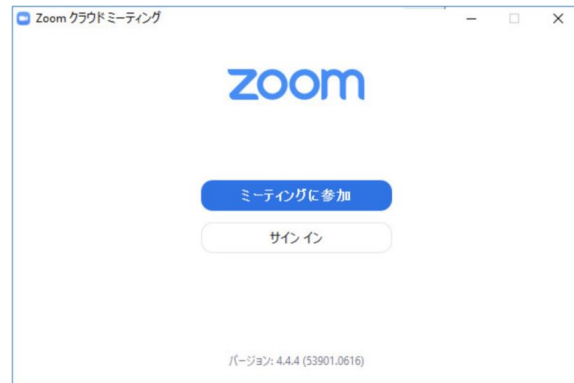 Zoom クラウドミーティング
zoom
ミーティングに参加
サイン イン
バージョン: 4.4.4 (53901.0616)